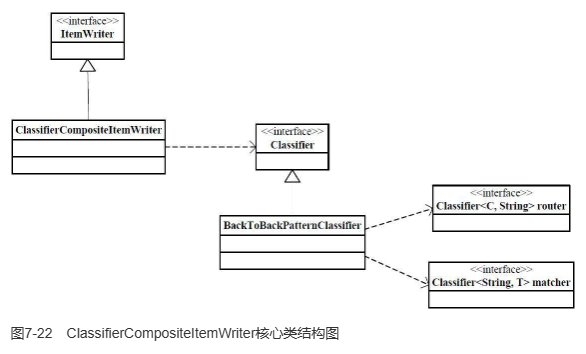 <<interface>>
ItemWriter
ClassifierCompositeItemWriter
<<interface>>
Classifier
BackToBackPatternClassifier
<<interface>>
Classifier<C, String> router
<<interface>>
Classifier<String, T> matcher
图7-22 ClassifierCompositeItemWriter核心类结构图